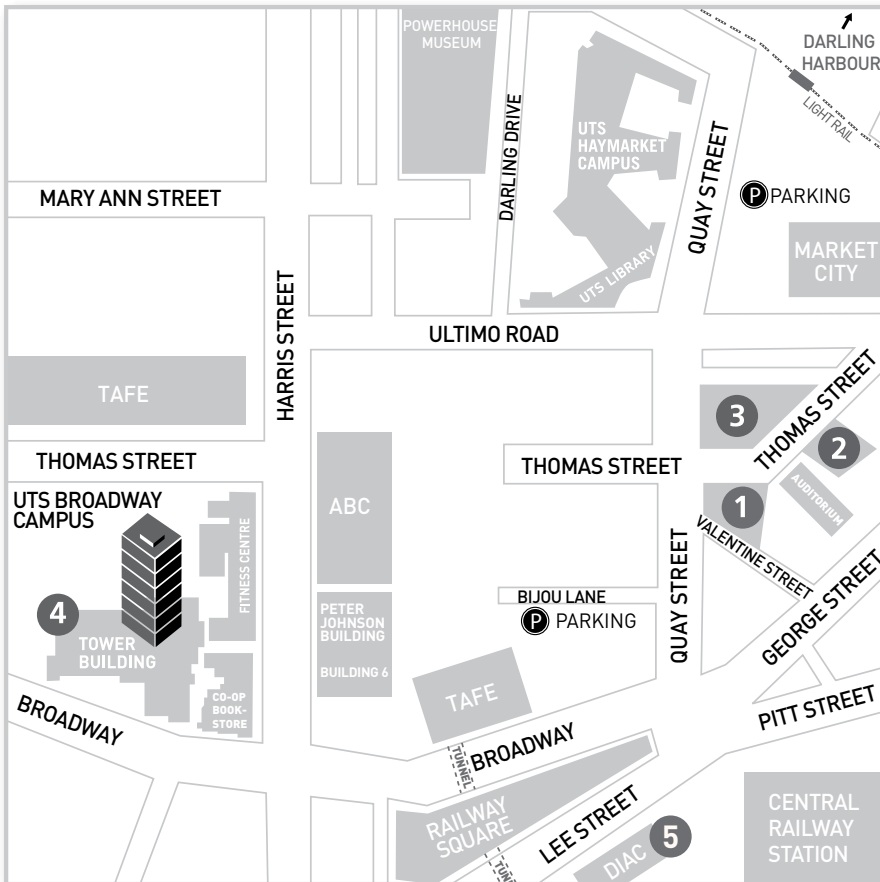 POWERHOUSE
MUSEUM
DARLING
HARBOUR
LIGHT RAIL
DARLING DRIVE
UTS
HAYMARKET
CAMPUS
QUAY STREET
P PARKING
MARY ANN STREET
MARKET
CITY
UTS LIBRARY
HARRIS STREET
ULTIMO ROAD
TAFE
3
THOMAS STREET
2
THOMAS STREET
THOMAS STREET
AUDITORIUM
UTS BROADWAY
CAMPUS
ABC
1
VALENTINE STREET
FITNESS CENTRE
QUAY STREET
GEORGE STREET
BIJOU LANE
P PARKING
4
TOWER
BUILDING
PETER
JOHNSON
BUILDING
BUILDING 6
TAFE
CO-OP
BOOK-
STORE
PITT STREET
BROADWAY
BROADWAY
TUNNEL
RAILWAY
SQUARE
LEE STREET
CENTRAL
RAILWAY
STATION
DIAC
5
TUN